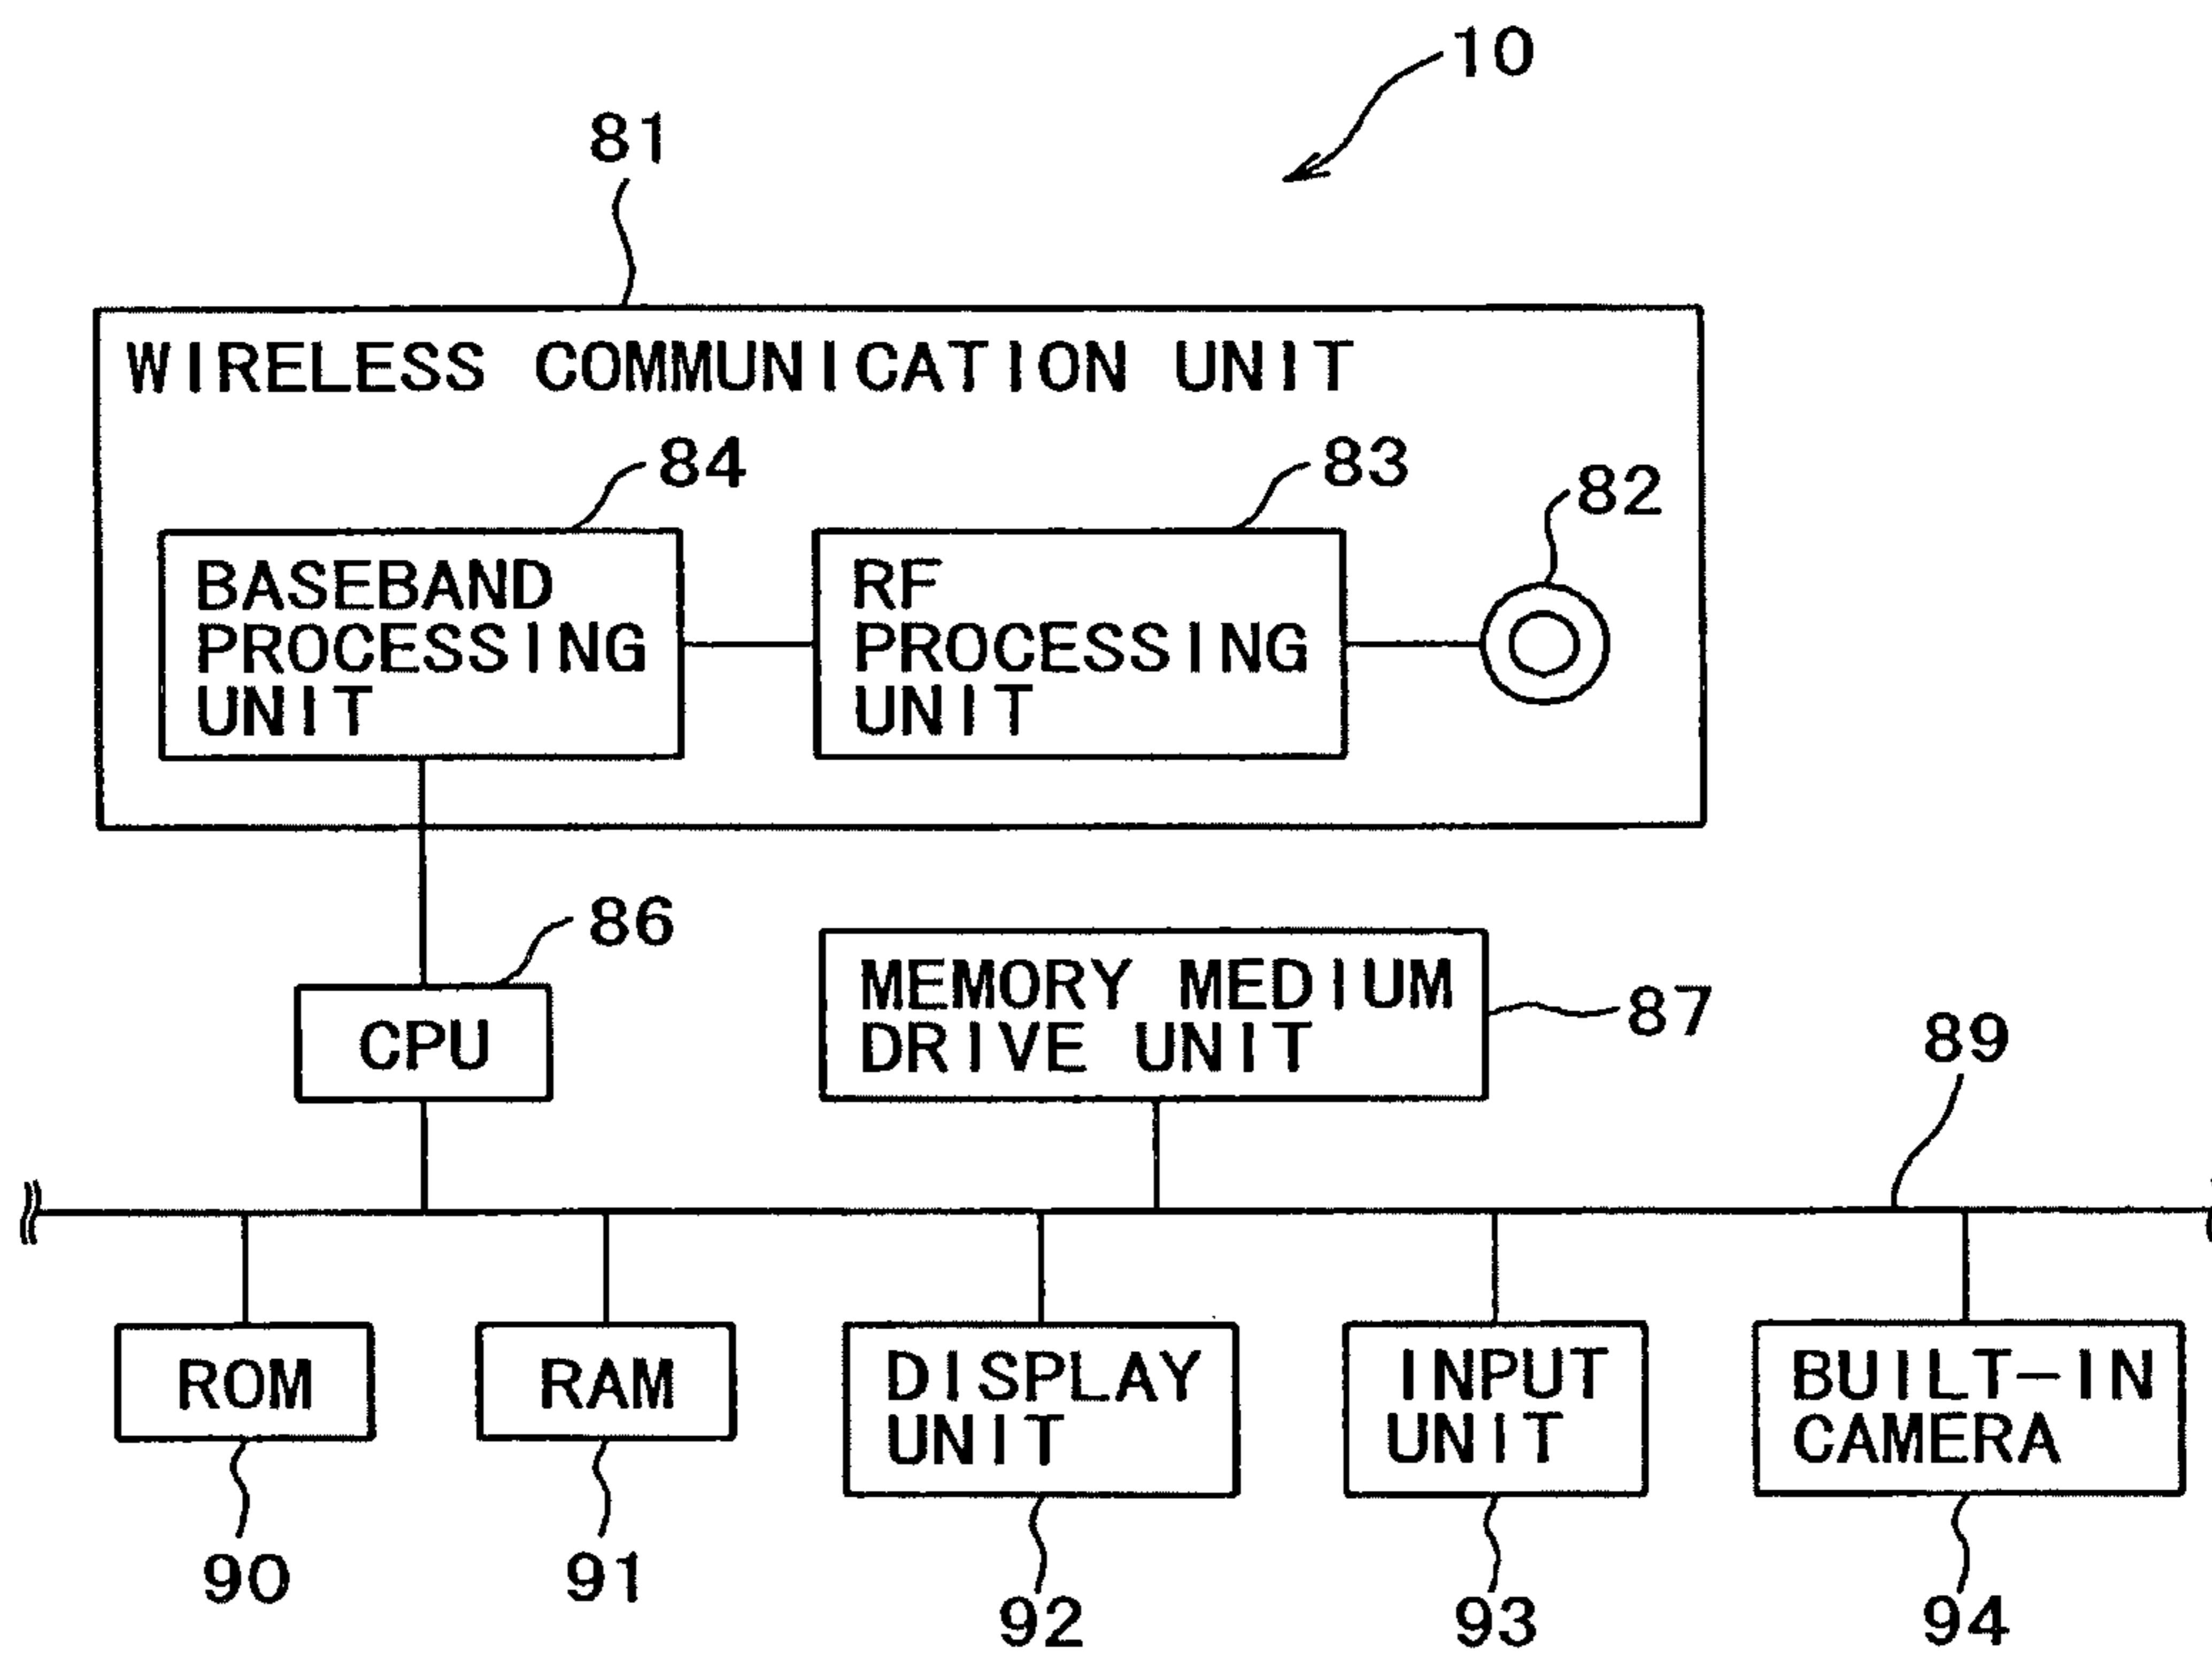 10
81
WIRELESS COMMUNICATION UNIT
84
83
82
BASEBAND
PROCESSING
UNIT
RF
PROCESSING
UNIT
86
CPU
MEMORY MEDIUM
DRIVE UNIT
87
89
ROM
RAM
DISPLAY
UNIT
INPUT
UNIT
BUILT-IN
CAMERA
90
91
92
93
94